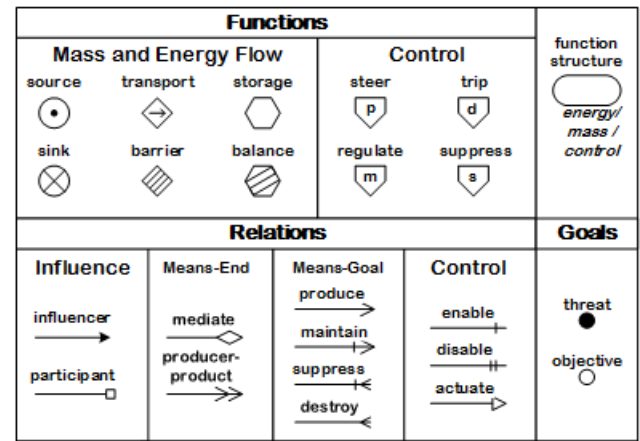 Functions
Mass and Energy Flow
source transport storage
sink barrier balance
Control
steer trip
p d
regulate suppress
m s
function
structure
energy/
mass /
control
Relations
Goals
Influence
influencer
participant
Means-End
mediate
producer-
product
Means-Goal
produce
maintain
suppress
destroy
Control
enable
disable
actuate
threat
objective